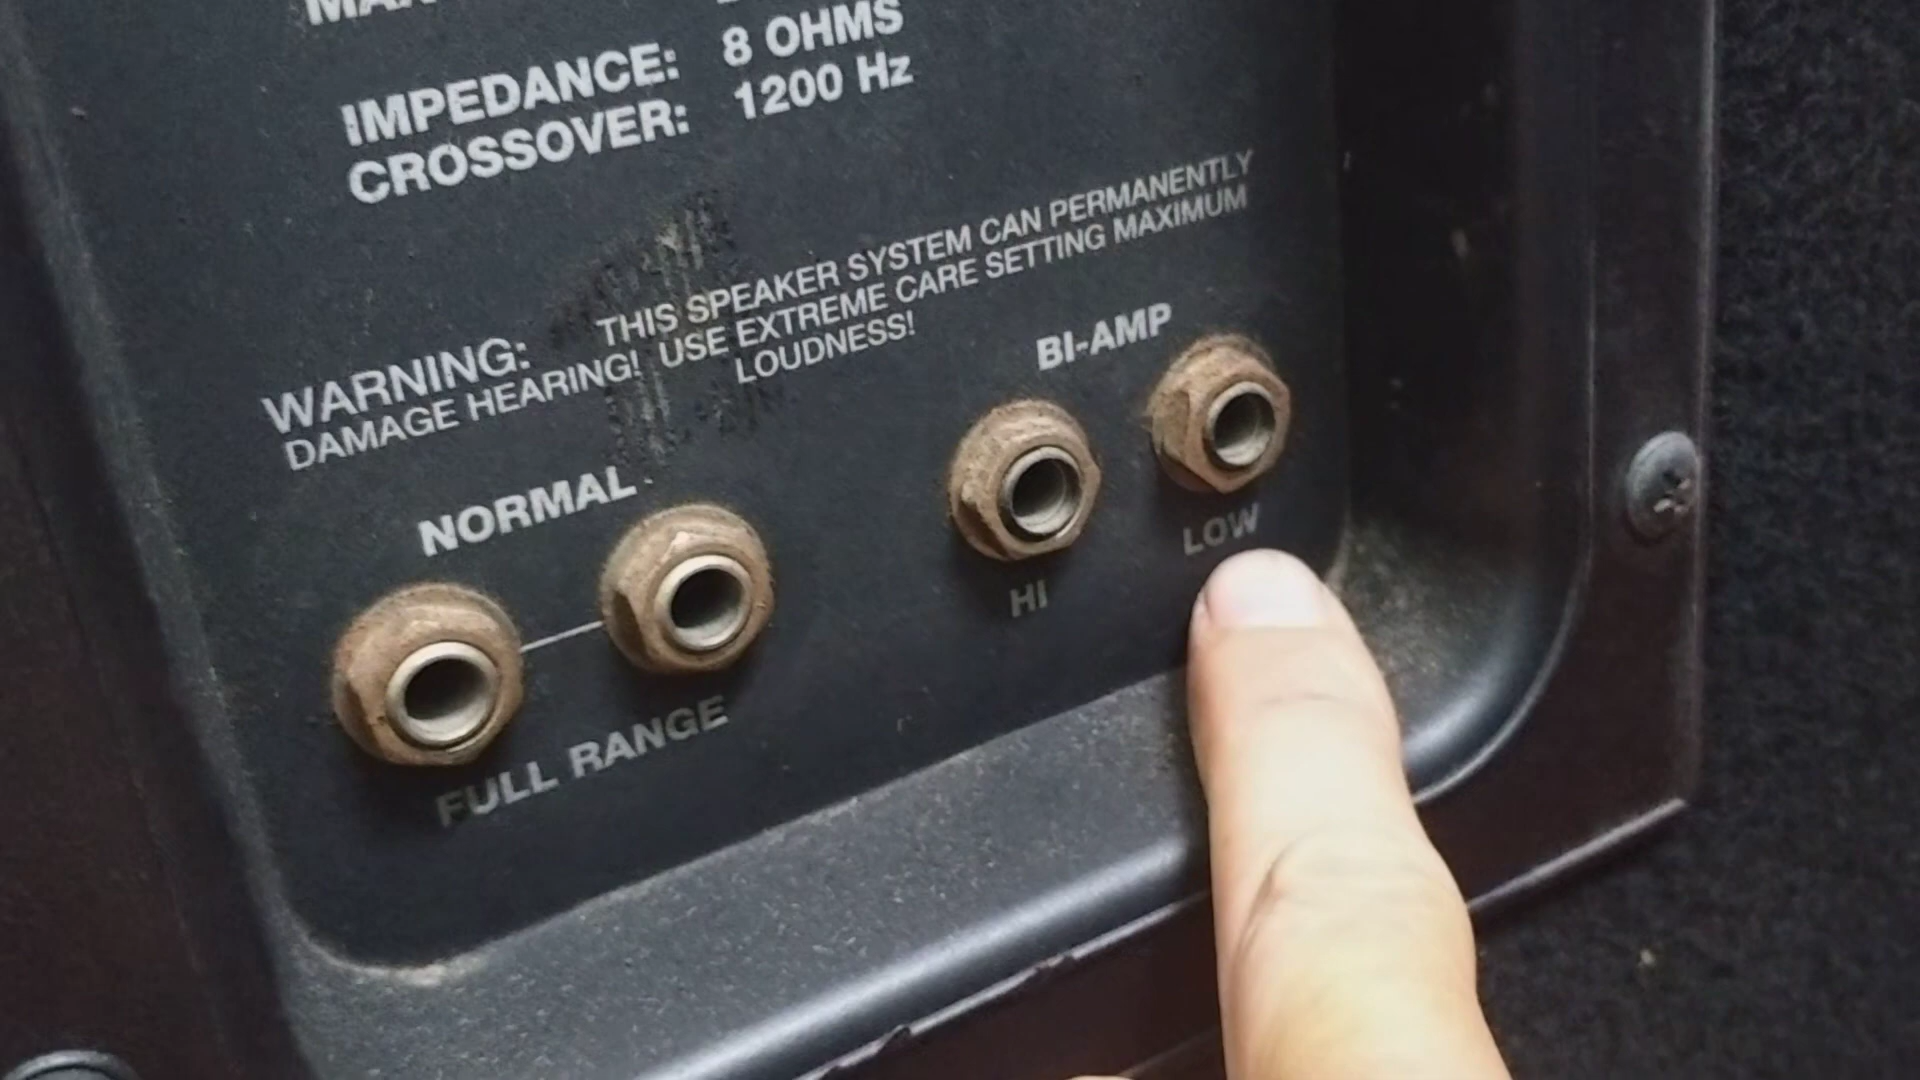 IMPEDANCE: 8 OHMS
CROSSOVER: 1200 Hz
WARNING: THIS SPEAKER SYSTEM CAN PERMANENTLY
DAMAGE HEARING! USE EXTREME CARE SETTING MAXIMUM
LOUDNESS!
NORMAL
BI-AMP
FULL RANGE
HI
LOW